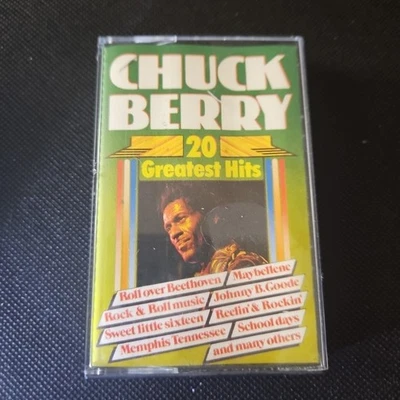 CHUCK
BERRY
20
Greatest Hits
Roll over Beethoven Maybellene
Rock & Roll music Johnny B. Goode
Sweet little sixteen Reelin' & Rockin'
Memphis Tennessee School days
and many others